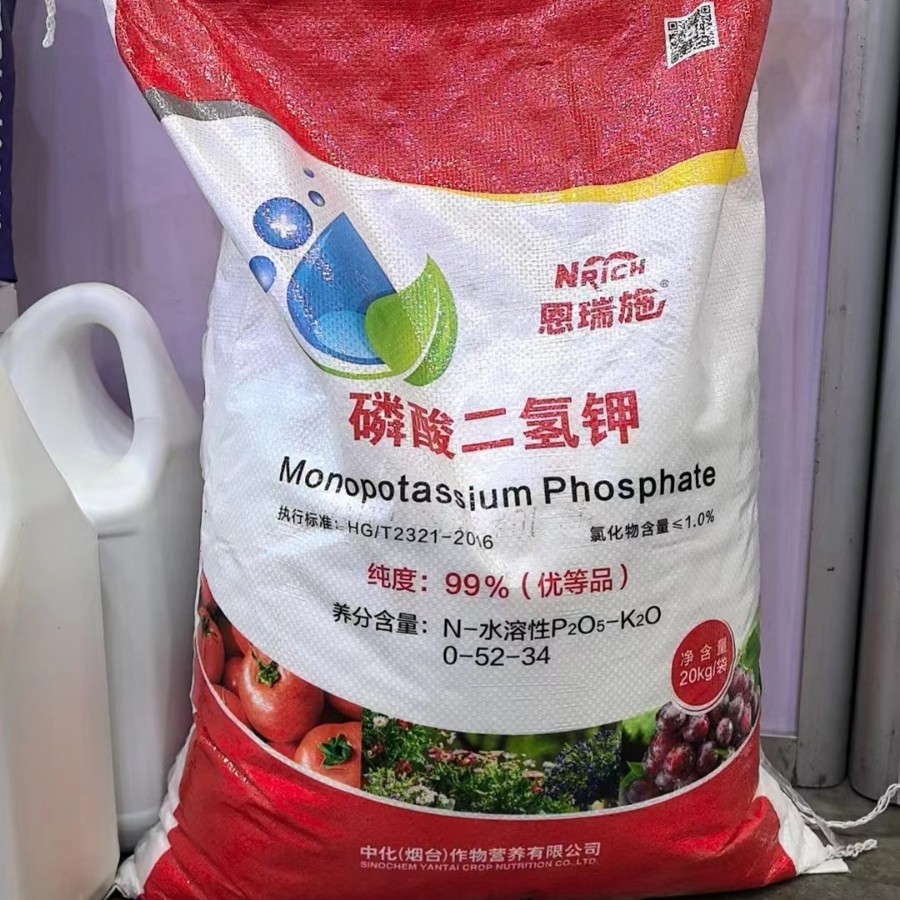 NRICH
恩瑞施®
磷酸二氢钾
Monopotassium Phosphate
执行标准：HG/T2321-2016
氯化物含量≤1.0%
纯度：99%（优等品）
养分含量：N-水溶性P₂O₅-K₂O
0-52-34
净含量
20kg/袋
中化(烟台)作物营养有限公司
SINOCHEM YANTAI CROP NUTRITION CO.,LTD.